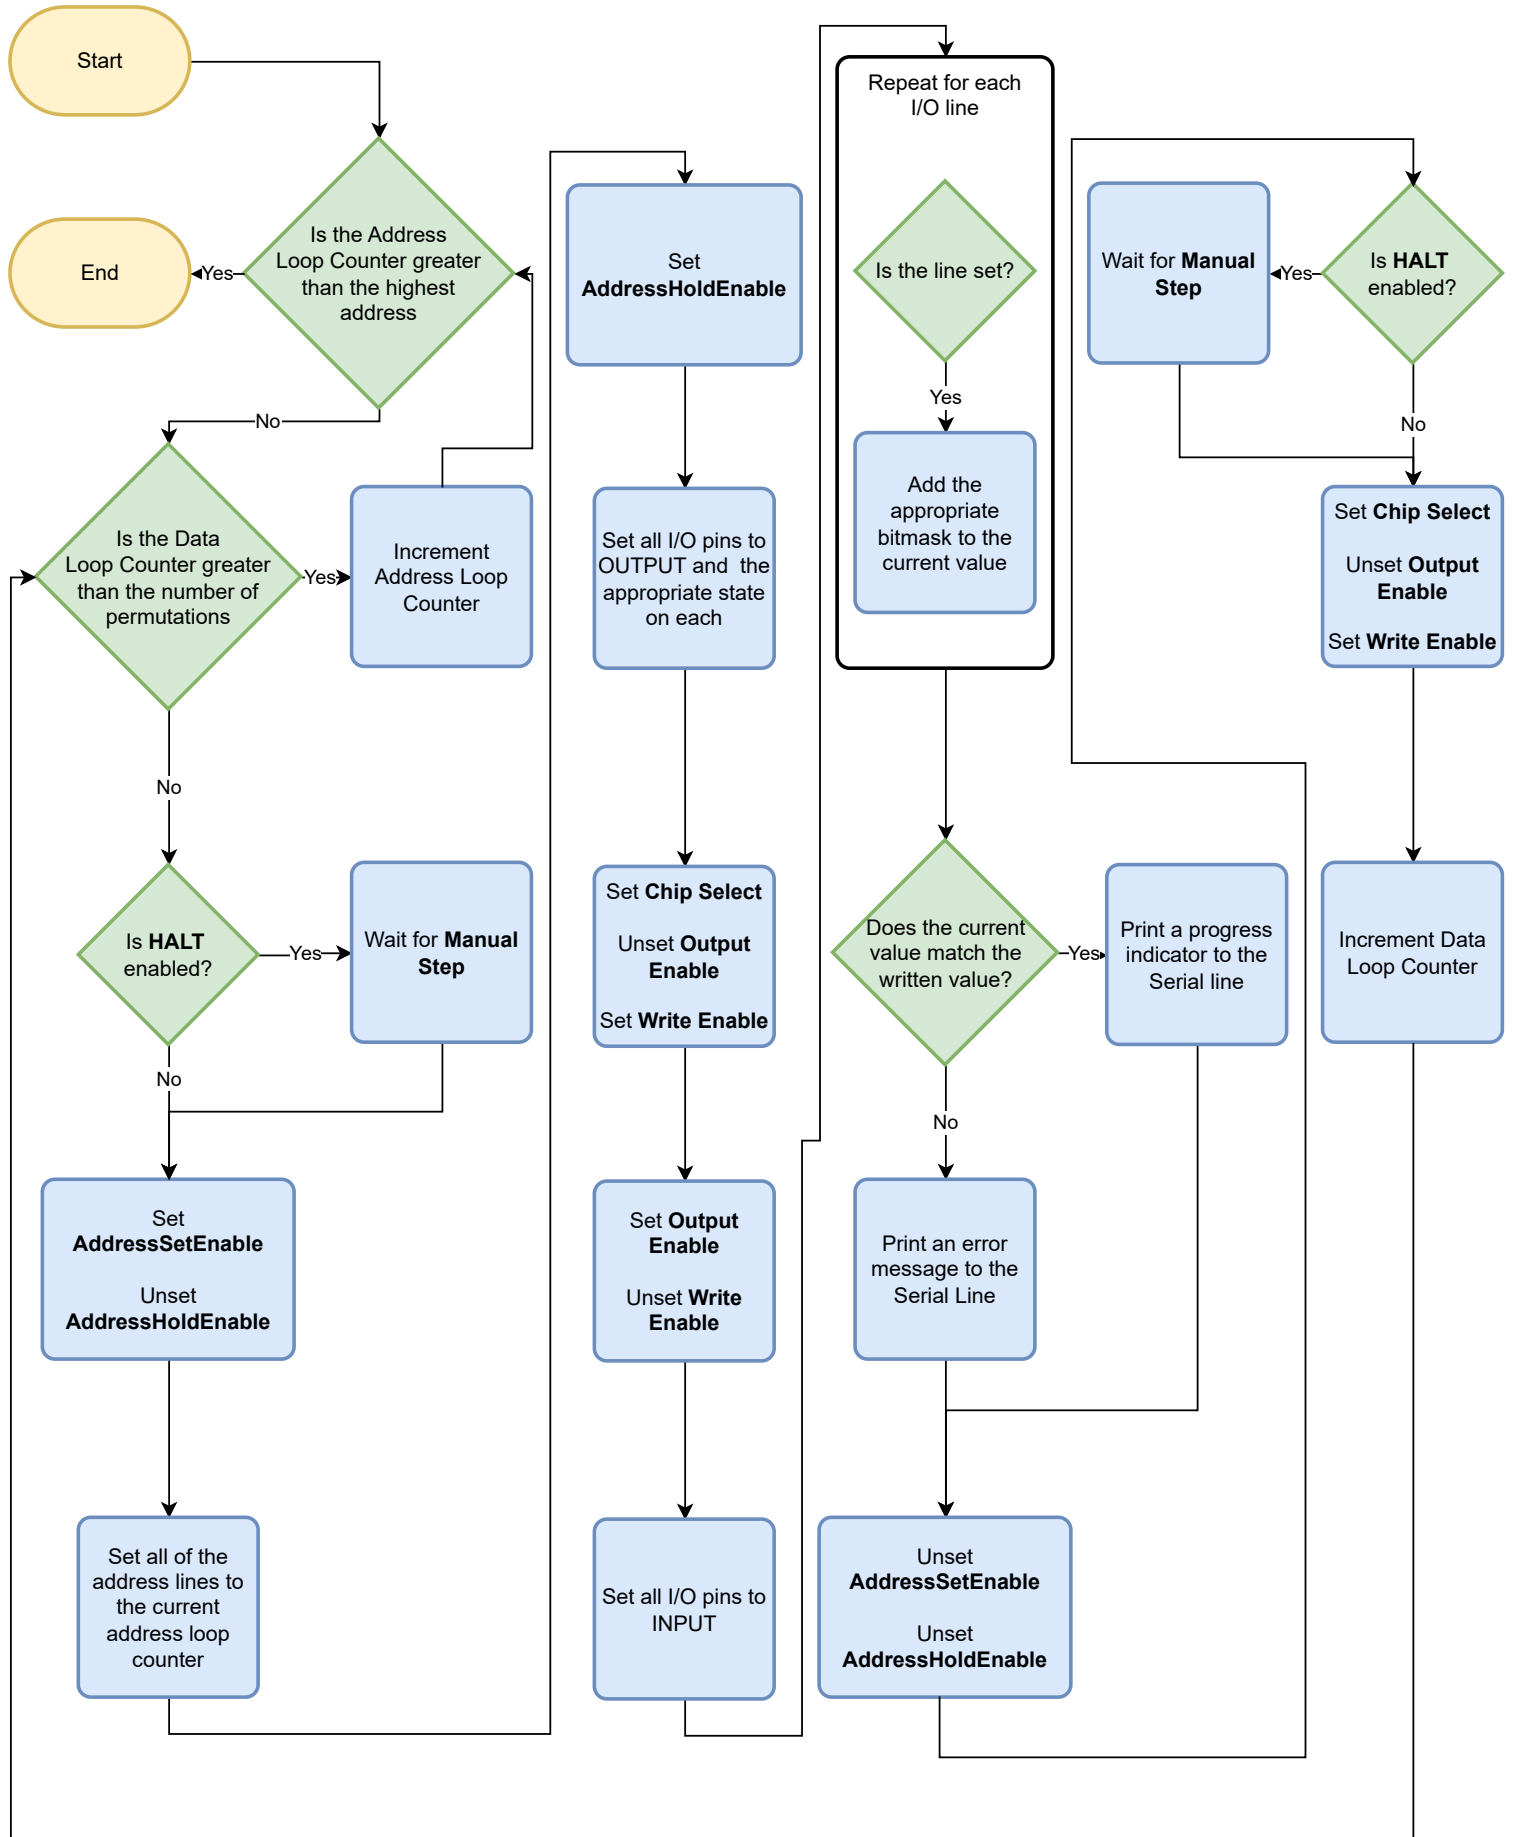 Start
End
Is the Address
Loop Counter greater
than the highest
address
Yes
No
Is the Data
Loop Counter greater
than the number of
permutations
Yes
Increment
Address Loop
Counter
No
Is HALT
enabled?
Yes
Wait for Manual
Step
No
Set
AddressSetEnable
Unset
AddressHoldEnable
Set all of the
address lines to
the current
address loop
counter
Set
AddressHoldEnable
Set all I/O pins to
OUTPUT and the
appropriate state
on each
Set Chip Select
Unset Output
Enable
Set Write Enable
Set Output
Enable
Unset Write
Enable
Set all I/O pins to
INPUT
Repeat for each
I/O line
Is the line set?
Yes
Add the
appropriate
bitmask to the
current value
Does the current
value match the
written value?
Yes
Print a progress
indicator to the
Serial line
No
Print an error
message to the
Serial Line
Unset
AddressSetEnable
Unset
AddressHoldEnable
Is HALT
enabled?
Yes
Wait for Manual
Step
No
Set Chip Select
Unset Output
Enable
Set Write Enable
Increment Data
Loop Counter